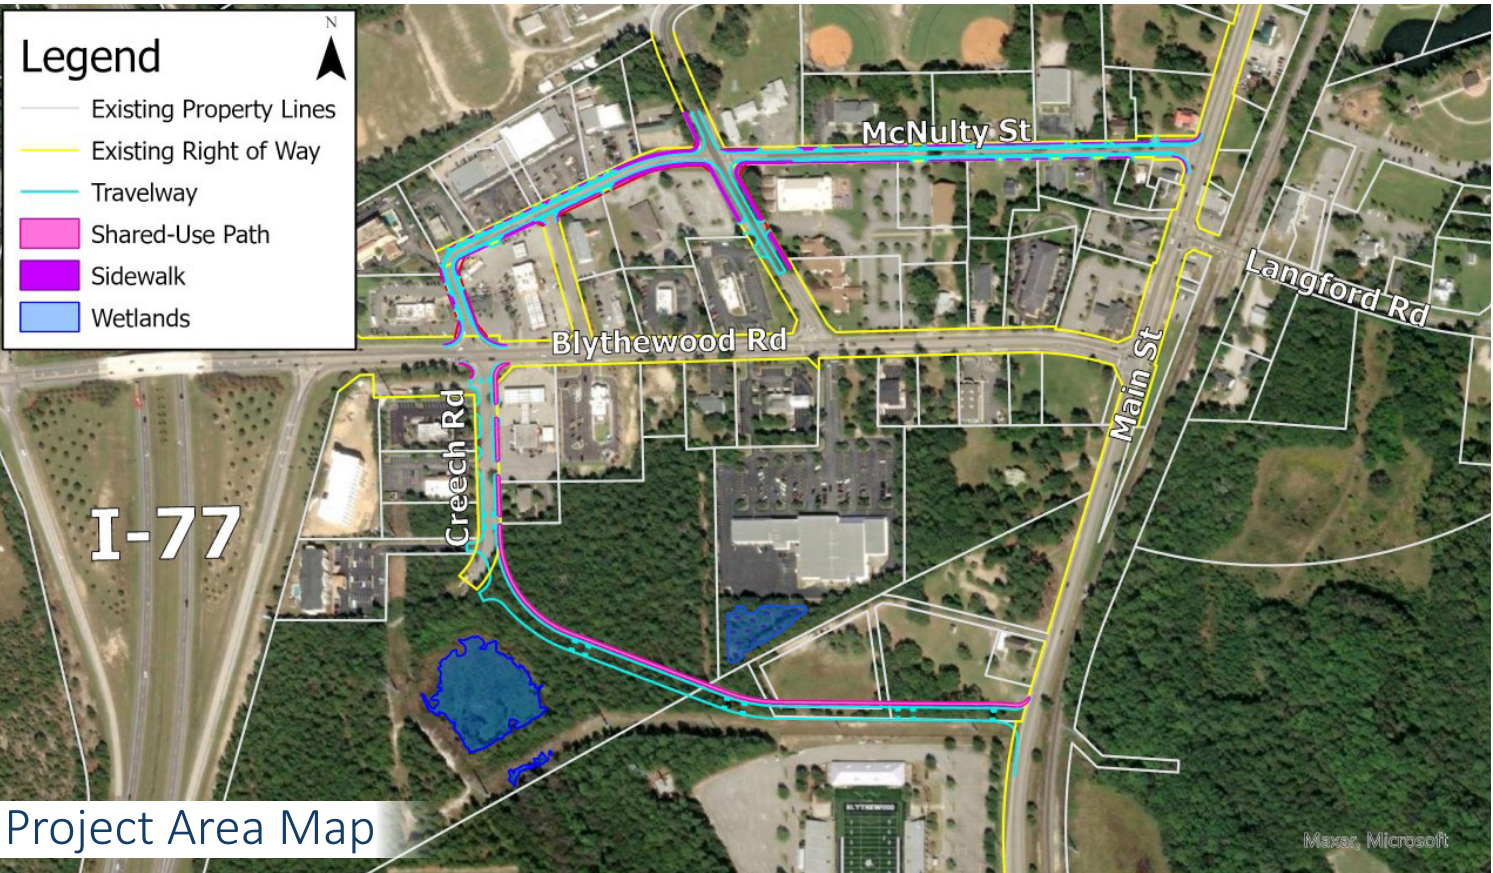 Legend
N
Existing Property Lines
Existing Right of Way
Travelway
Shared-Use Path
Sidewalk
Wetlands
McNulty St
Langford Rd
Blythewood Rd
Main St
Creech Rd
I-77
BLYTHEWOOD
Project Area Map
Maxar, Microsoft